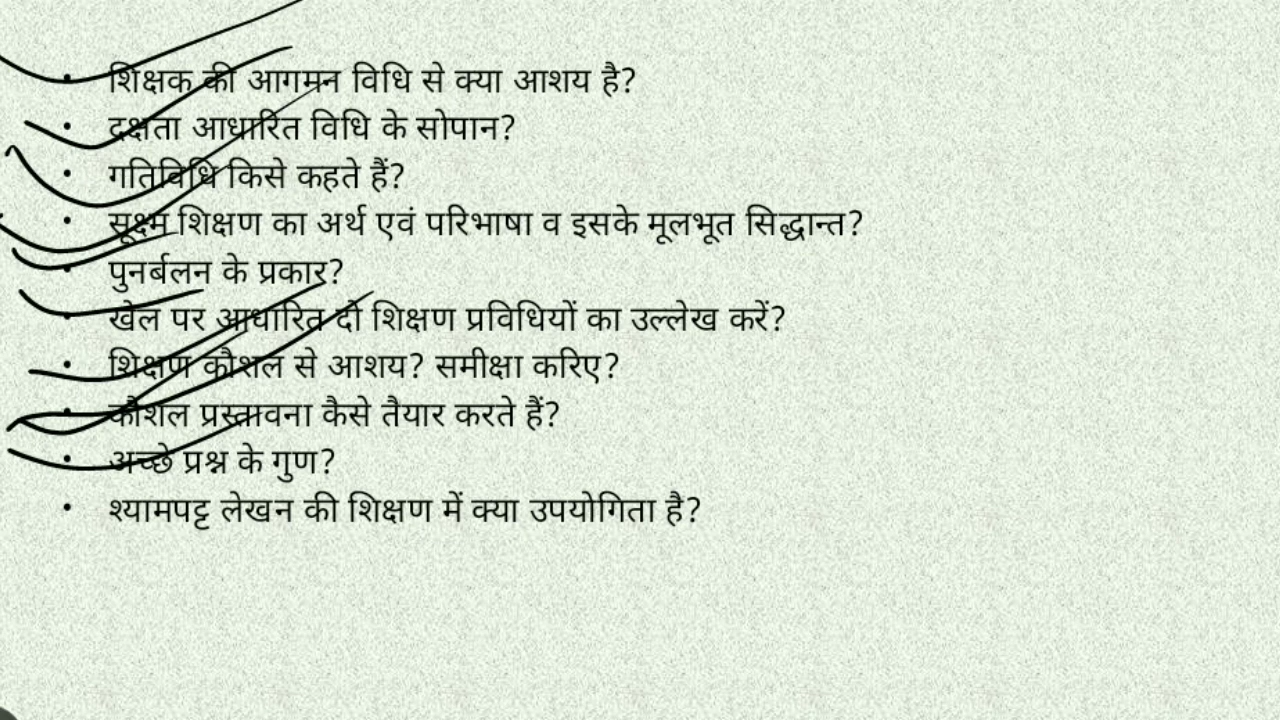 • शिक्षक की आगमन विधि से क्या आशय है?
• दक्षता आधारित विधि के सोपान?
• गतिविधि किसे कहते हैं?
• सूक्ष्म शिक्षण का अर्थ एवं परिभाषा व इसके मूलभूत सिद्धान्त?
• पुनर्बलन के प्रकार?
• खेल पर आधारित दो शिक्षण प्रविधियों का उल्लेख करें?
• शिक्षण कौशल से आशय? समीक्षा करिए?
• कौशल प्रस्तावना कैसे तैयार करते हैं?
• अच्छे प्रश्न के गुण?
• श्यामपट्ट लेखन की शिक्षण में क्या उपयोगिता है?